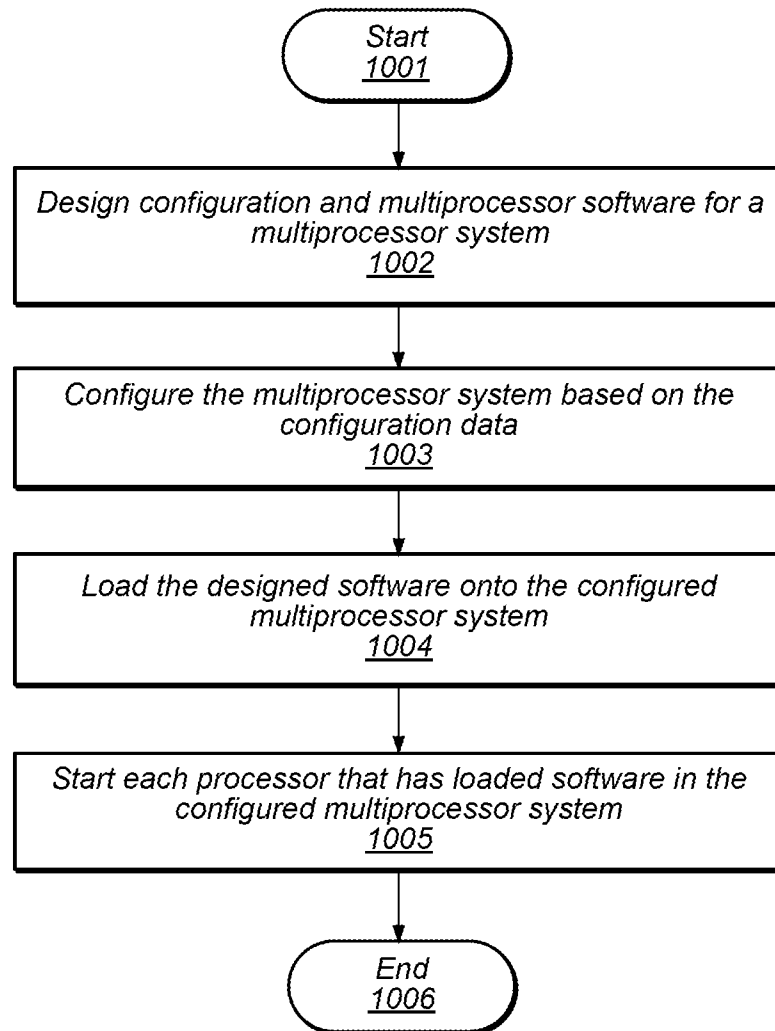 Start
1001
Design configuration and multiprocessor software for a
multiprocessor system
1002
Configure the multiprocessor system based on the
configuration data
1003
Load the designed software onto the configured
multiprocessor system
1004
Start each processor that has loaded software in the
configured multiprocessor system
1005
End
1006